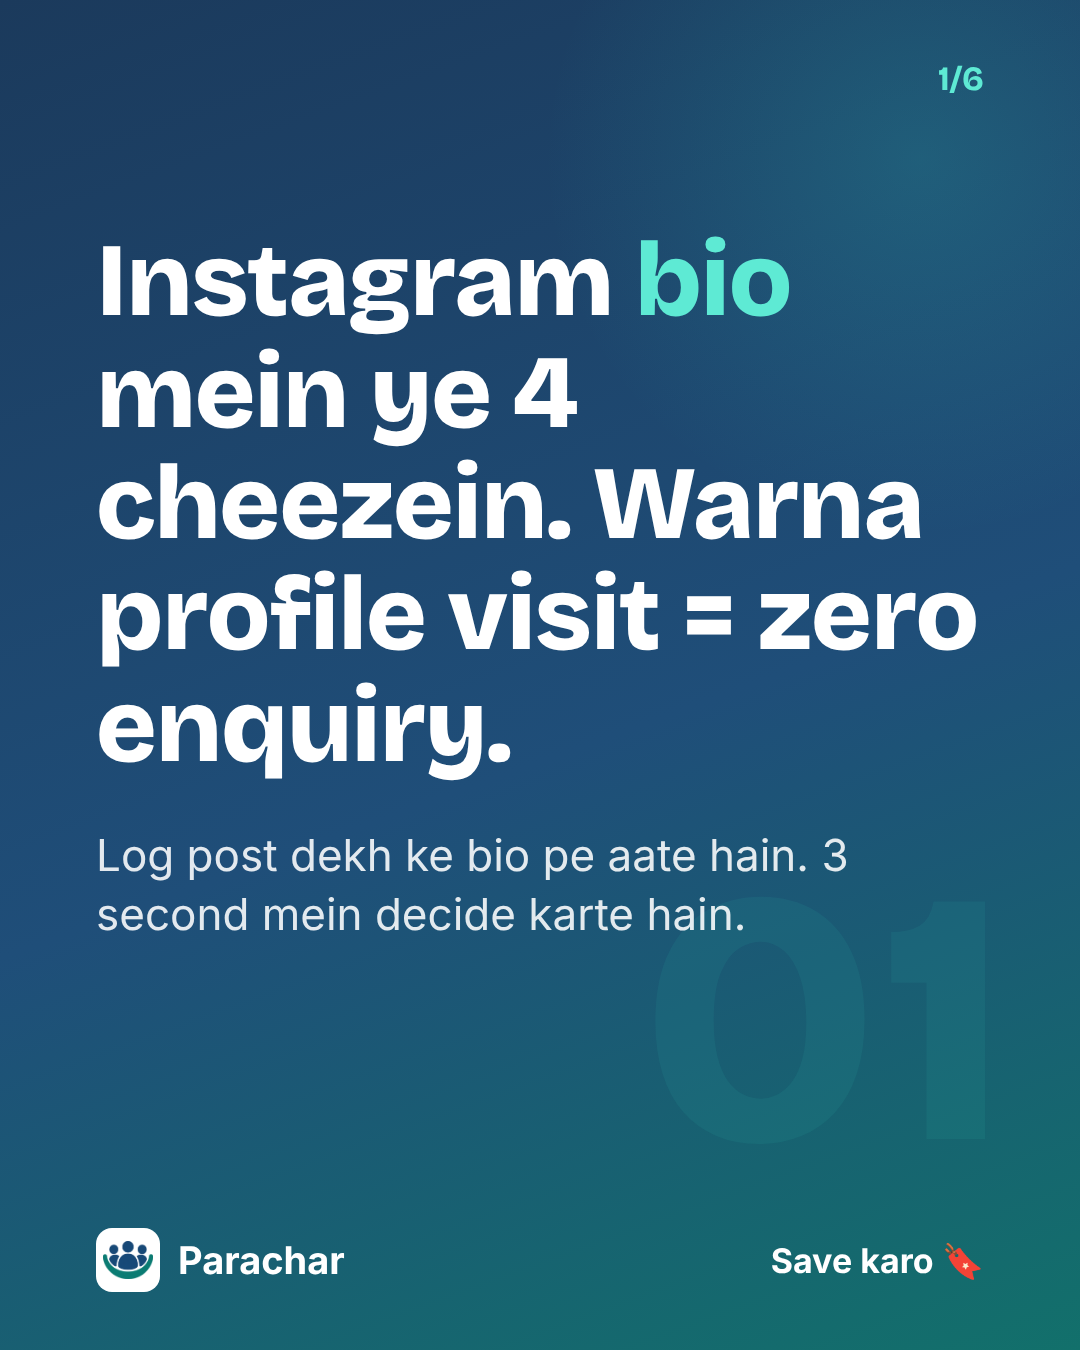 1/6
Instagram bio
mein ye 4
cheezein. Warna
profile visit = zero
enquiry.
Log post dekh ke bio pe aate hain. 3
second mein decide karte hain.
01
Parachar
Save karo 🔖